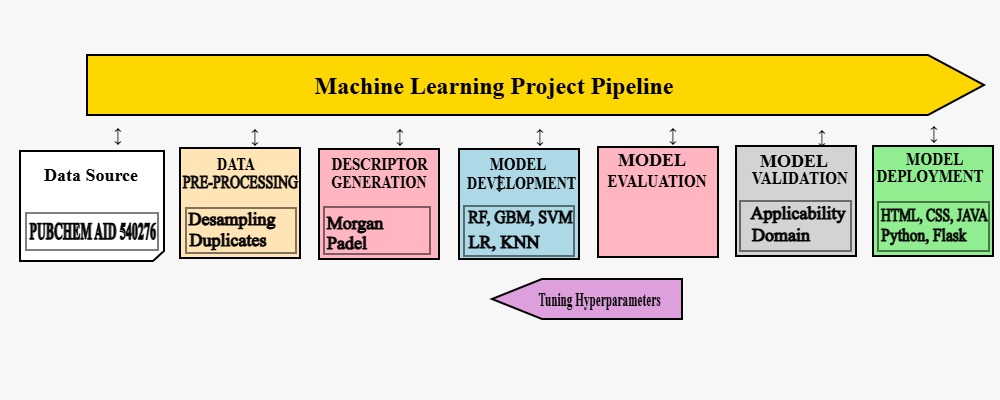 Machine Learning Project Pipeline
Data Source
PUBCHEM AID 540276
DATA
PRE-PROCESSING
Desampling
Duplicates
DESCRIPTOR
GENERATION
Morgan
Padel
MODEL
DEVELOPMENT
RF, GBM, SVM
LR, KNN
MODEL
EVALUATION
MODEL
VALIDATION
Applicability
Domain
MODEL
DEPLOYMENT
HTML, CSS, JAVA
Python, Flask
Tuning Hyperparameters